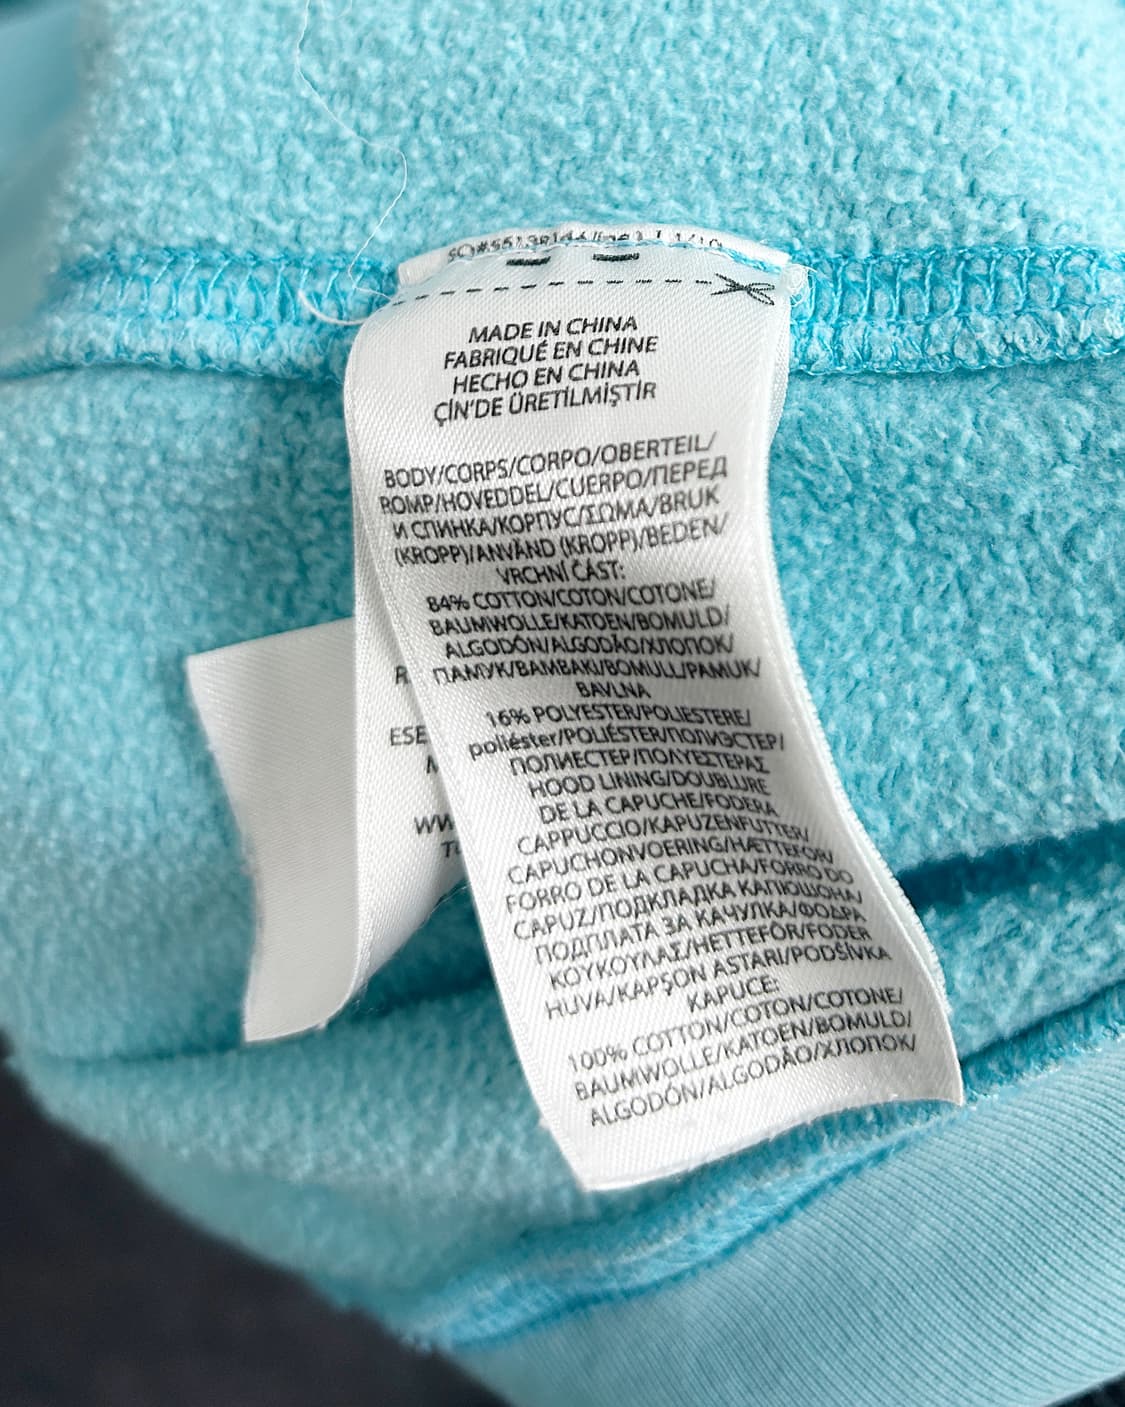 MADE IN CHINA
FABRIQUÉ EN CHINE
HECHO EN CHINA
ÇİN'DE ÜRETİLMİŞTİR
BODY/CORPS/CORPO/OBERTEIL/
ROMP/HOVEDDEL/CUERPO/ПЕРЕД
И СПИНКА/КОРПУС/ΣΩΜΑ/BRUK
(KROPP)/ANVÄND (KROPP)/BEDEN/
VRCHNÍ ČÁST:
84% COTTON/COTON/COTONE/
BAUMWOLLE/KATOEN/BOMULD/
ALGODÓN/ALGODÃO/ХЛОПОК/
ПАМУК/ΒΑΜΒΑΚΙ/BOMULL/PAMUK/
BAVLNA
16% POLYESTER/POLIESTERE/
poliéster/POLIÉSTER/ПОЛИЭСТЕР/
ПОЛИЕСТЕР/ΠΟΛΥΕΣΤΕΡΑΣ
HOOD LINING/DOUBLURE
DE LA CAPUCHE/FODERA
CAPPUCCIO/KAPUZENFUTTER/
CAPUCHONVOERING/HÆTTEFOR/
FORRO DE LA CAPUCHA/FORRO DO
CAPUZ/ПОДКЛАДКА КАПЮШОНА/
ПОДПЛАТА ЗА КАЧУЛКА/ΦΟΔΡΑ
ΚΟΥΚΟΥΛΑΣ/HETTEFÔR/FODER
HUVA/KAPŞON ASTARI/PODŠÍVKA
KAPUCE:
100% COTTON/COTON/COTONE/
BAUMWOLLE/KATOEN/BOMULD/
ALGODÓN/ALGODÃO/ХЛОПОК/
ESE